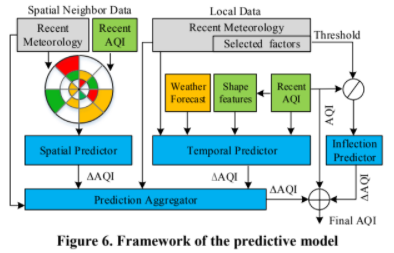 Spatial Neighbor Data
Local Data
Recent
Meteorology
Recent
AQI
Recent Meteorology
Selected factors
Threshold
Weather
Forecast
Shape
features
Recent
AQI
AQI
Spatial Predictor
Temporal Predictor
Inflection
Predictor
ΔAQI
ΔAQI
ΔAQI
ΔAQI
Prediction Aggregator
Final AQI
Figure 6. Framework of the predictive model